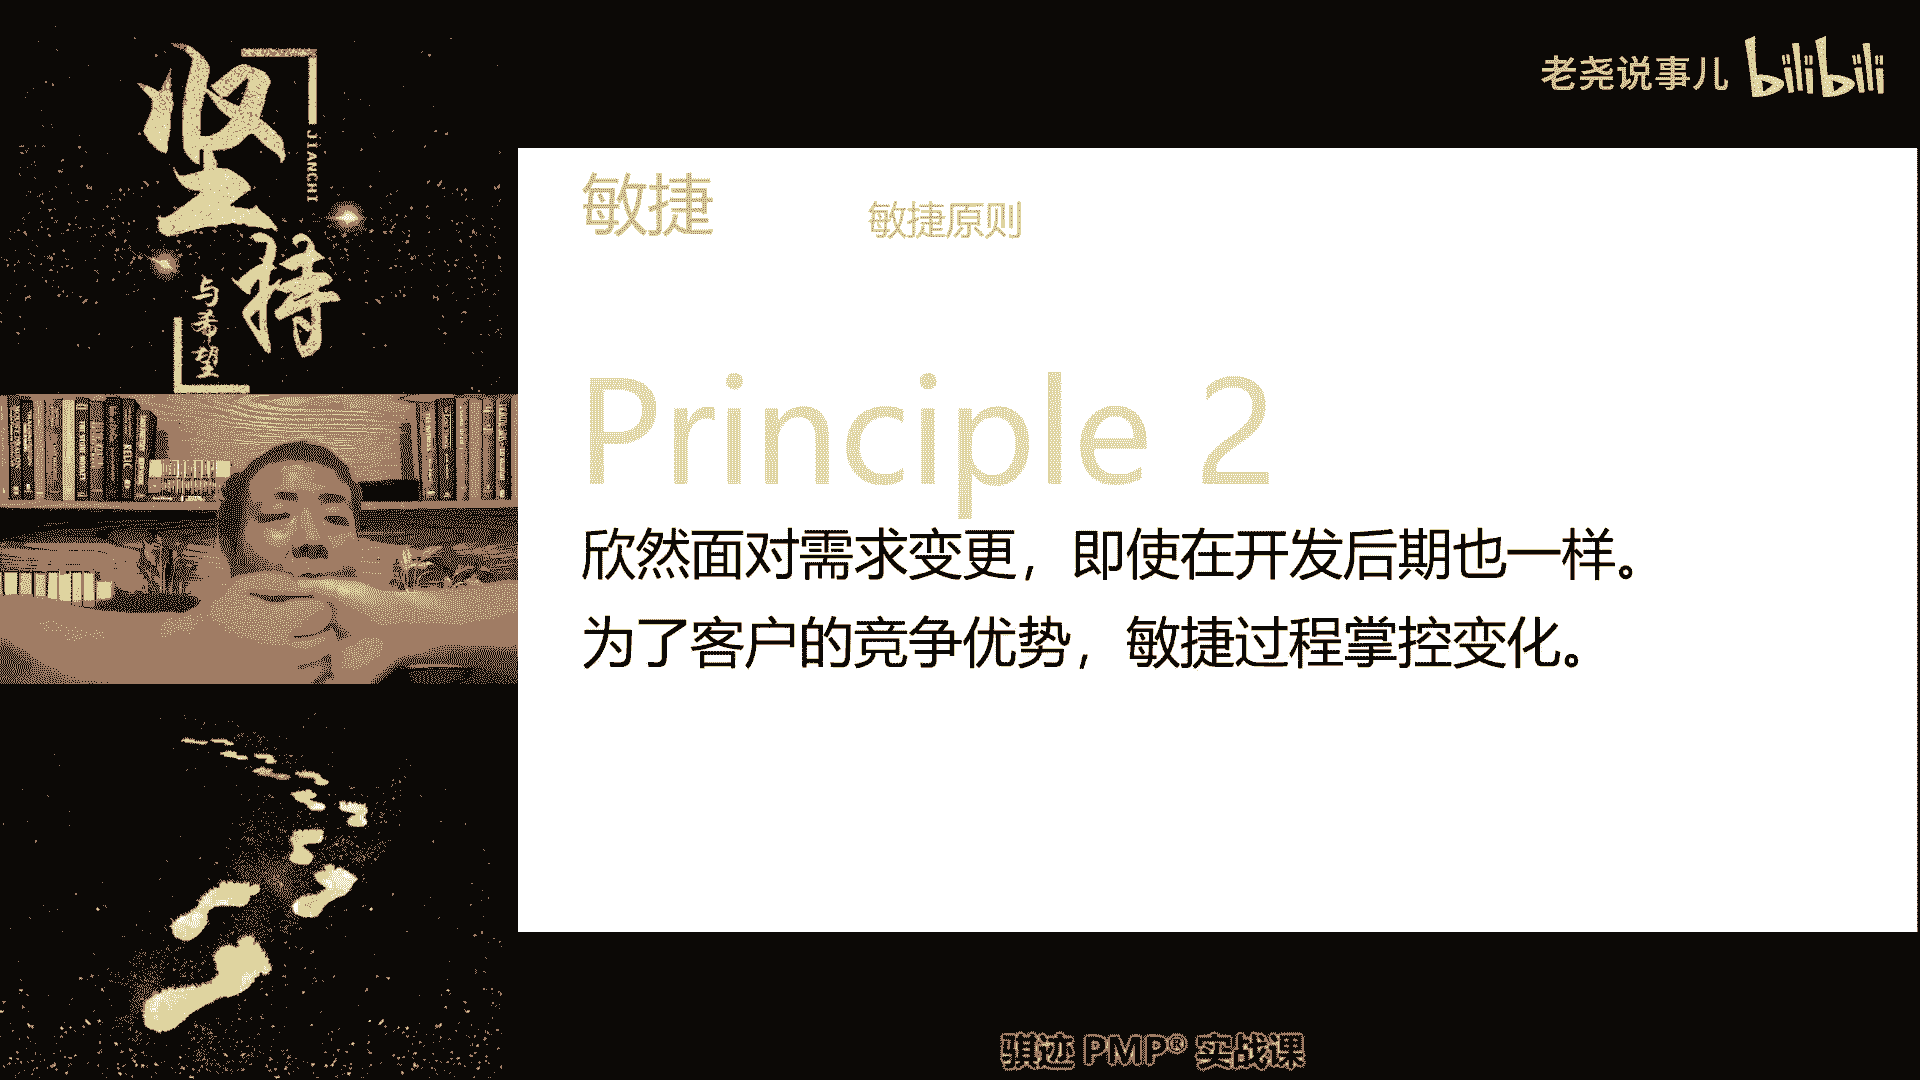 坚持
JIANCHI
与希望
老尧说事儿 bilibili
敏捷
敏捷原则
Principle 2
欣然面对需求变更，即使在开发后期也一样。
为了客户的竞争优势，敏捷过程掌控变化。
骐迹 PMP® 实战课